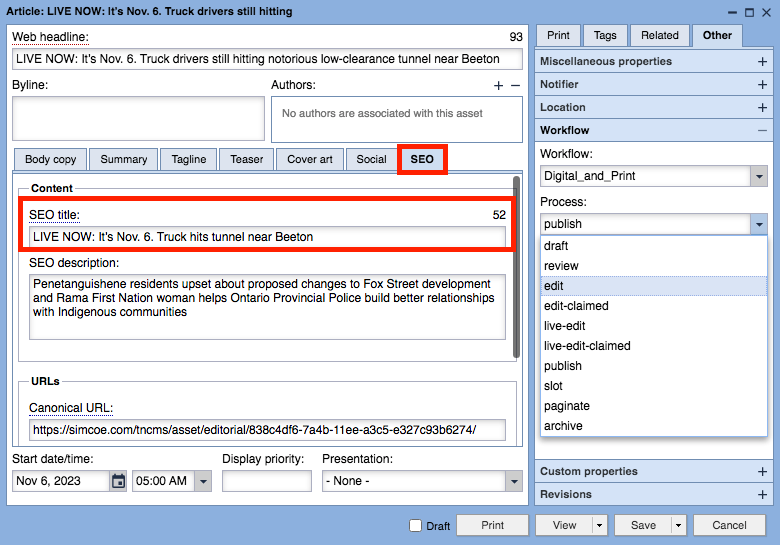 Article: LIVE NOW: It's Nov. 6. Truck drivers still hitting
Web headline: 93
LIVE NOW: It's Nov. 6. Truck drivers still hitting notorious low-clearance tunnel near Beeton
Byline: Authors: + −
No authors are associated with this asset
Body copy Summary Tagline Teaser Cover art Social SEO
Content
SEO title: 52
LIVE NOW: It's Nov. 6. Truck hits tunnel near Beeton
SEO description:
Penetanguishene residents upset about proposed changes to Fox Street development
and Rama First Nation woman helps Ontario Provincial Police build better relationships
with Indigenous communities
URLs
Canonical URL:
https://simcoe.com/tncms/asset/editorial/838c4df6-7a4b-11ee-a3c5-e327c93b6274/
Start date/time: Display priority: Presentation:
Nov 6, 2023 05:00 AM - None -
Print Tags Related Other
Miscellaneous properties +
Notifier +
Location +
Workflow −
Workflow:
Digital_and_Print
Process:
publish
draft
review
edit
edit-claimed
live-edit
live-edit-claimed
publish
slot
paginate
archive
Custom properties +
Revisions +
Draft Print View Save Cancel